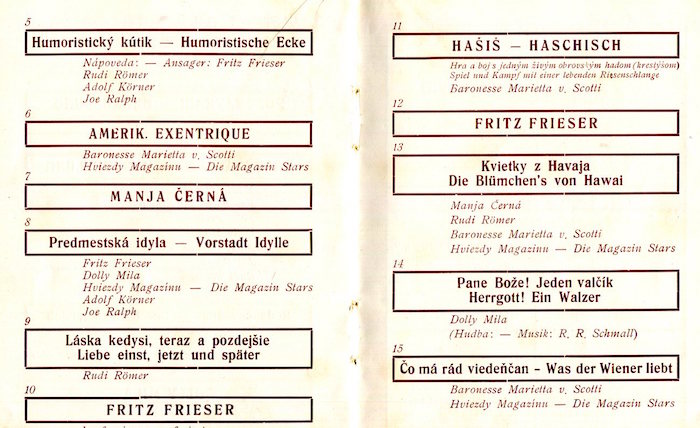 5
Humoristický kútik — Humoristische Ecke
Nápoveda: — Ansager: Fritz Frieser
Rudi Römer
Adolf Körner
Joe Ralph
6
AMERIK. EXENTRIQUE
Baronesse Marietta v. Scotti
Hviezdy Magazinu — Die Magazin Stars
7
MANJA ČERNÁ
8
Predmestská idyla — Vorstadt Idylle
Fritz Frieser
Dolly Mila
Hviezdy Magazinu — Die Magazin Stars
Adolf Körner
Joe Ralph
9
Láska kedysi, teraz a pozdejšie
Liebe einst, jetzt und später
Rudi Römer
10
FRITZ FRIESER
11
HAŠIŠ — HASCHISCH
Hra a boj s jedným živým obrovským hadom (krestýšom)
Spiel und Kampf mit einer lebenden Riesenschlange
Baronesse Marietta v. Scotti
12
FRITZ FRIESER
13
Kvietky z Havaja
Die Blümchen's von Hawai
Manja Černá
Rudi Römer
Baronesse Marietta v. Scotti
Hviezdy Magazinu — Die Magazin Stars
14
Pane Bože! Jeden valčík
Herrgott! Ein Walzer
Dolly Mila
(Hudba: — Musik: R. R. Schmall)
15
Čo má rád viedeňčan - Was der Wiener liebt
Baronesse Marietta v. Scotti
Hviezdy Magazinu — Die Magazin Stars